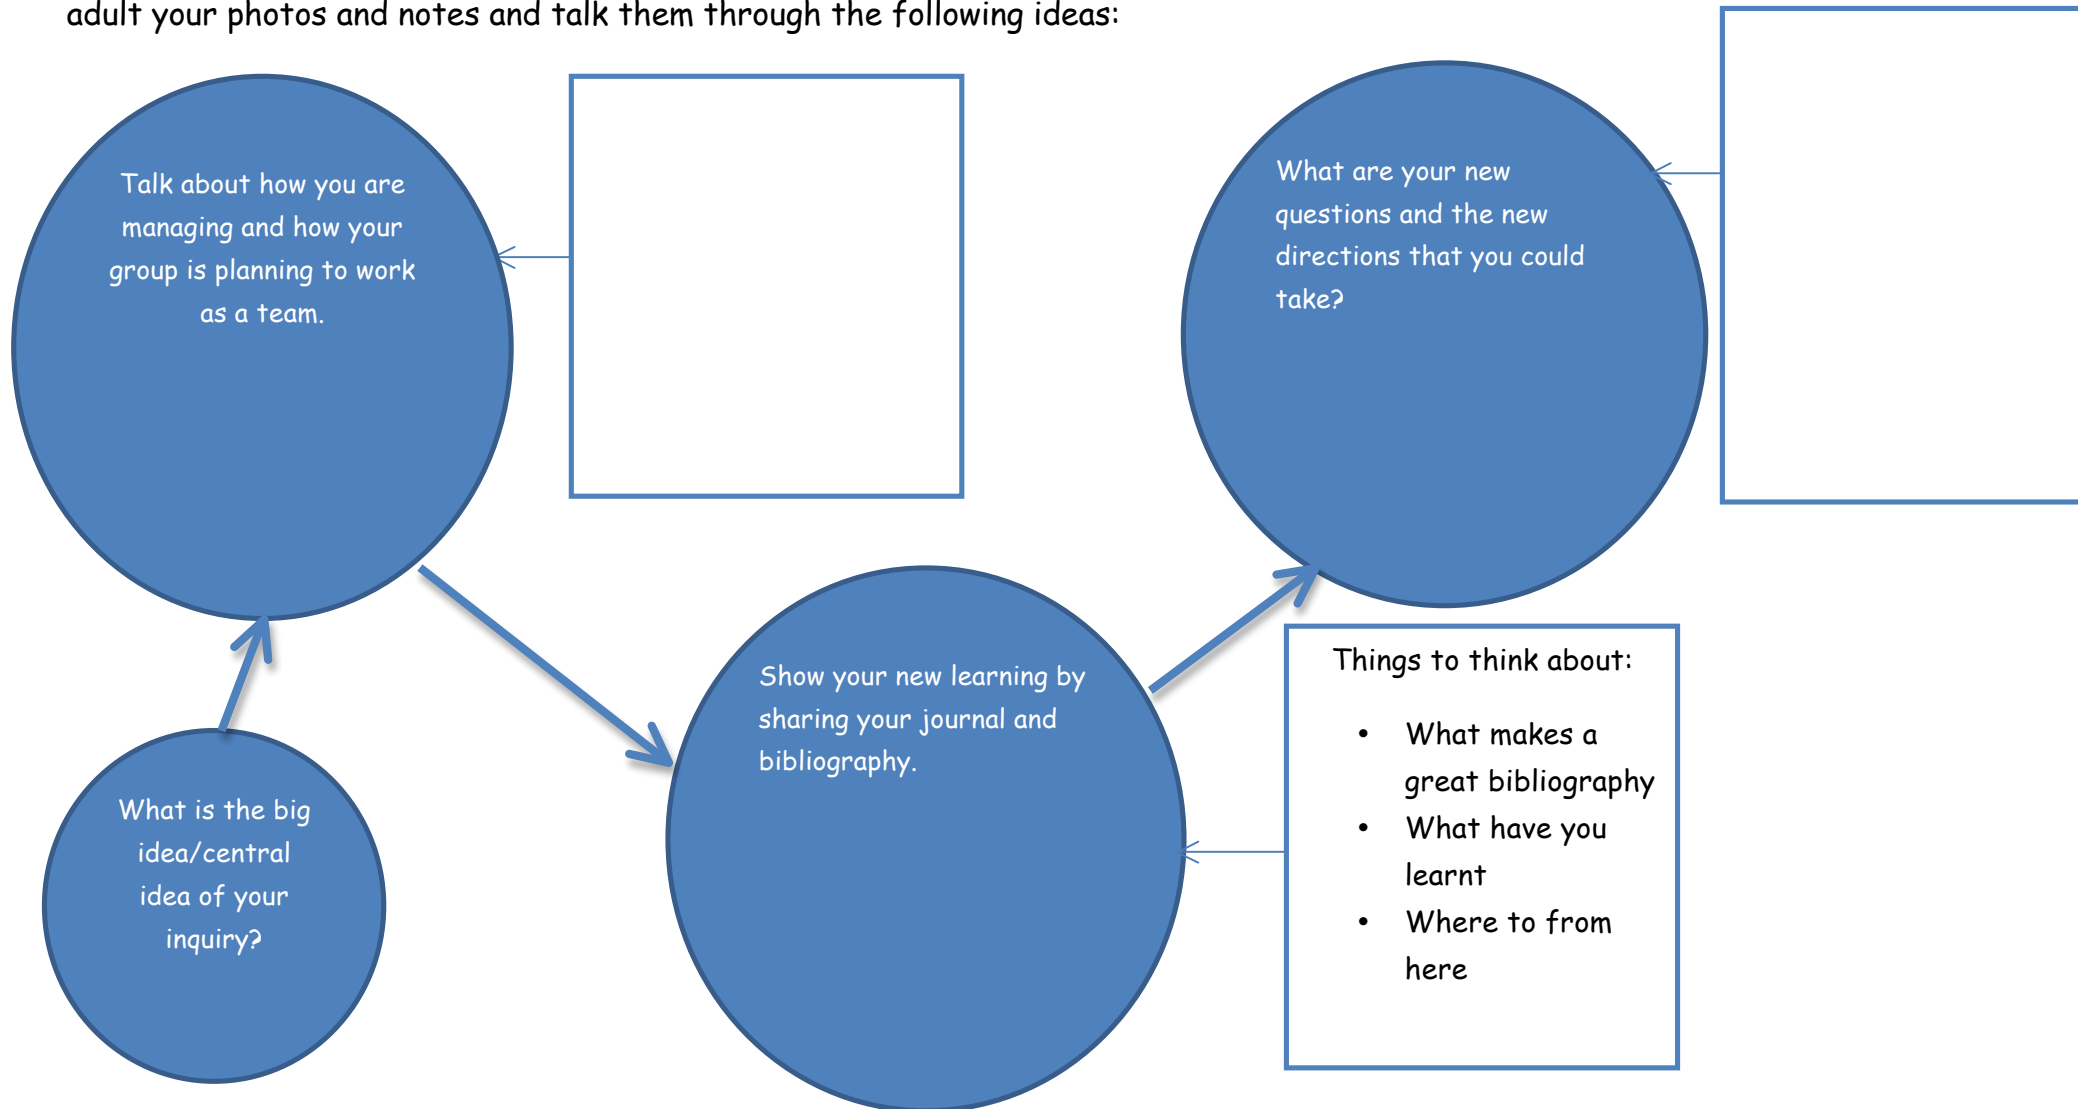 adult your photos and notes and talk them through the following ideas:
Talk about how you are
managing and how your
group is planning to work
as a team.
What are your new
questions and the new
directions that you could
take?
Show your new learning by
sharing your journal and
bibliography.
Things to think about:
• What makes a
great bibliography
• What have you
learnt
• Where to from
here
What is the big
idea/central
idea of your
inquiry?